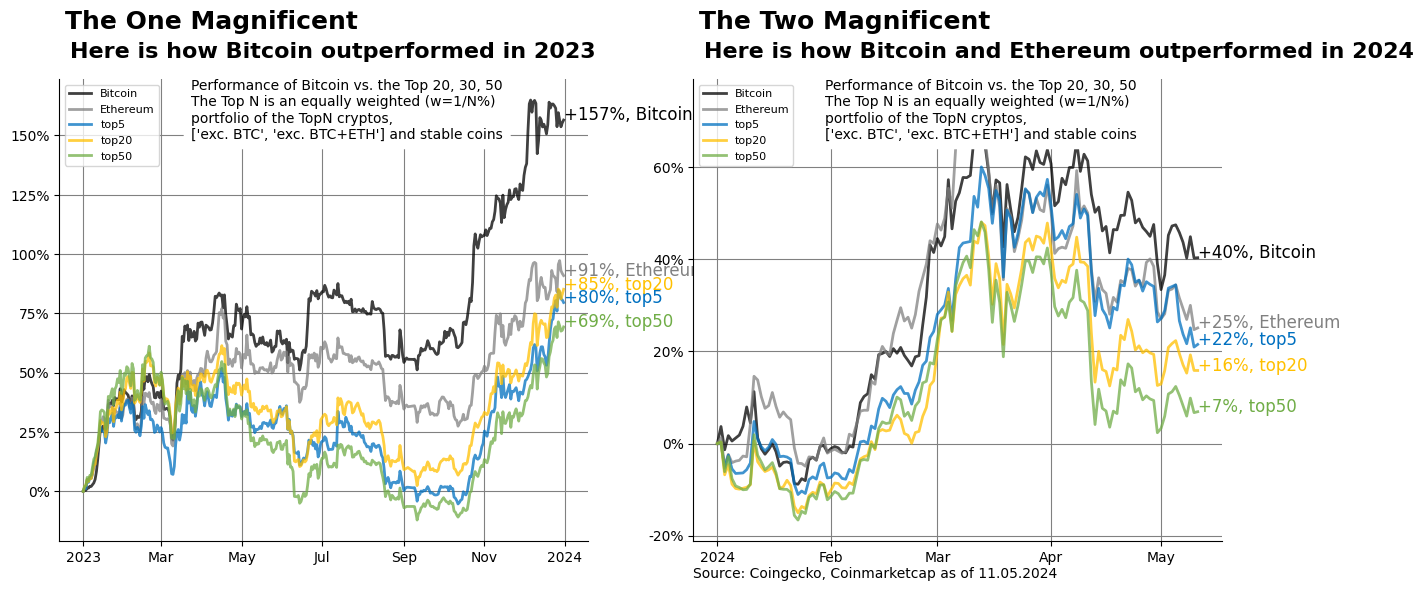 The One Magnificent
Here is how Bitcoin outperformed in 2023
Bitcoin
Ethereum
top5
top20
top50
Performance of Bitcoin vs. the Top 20, 30, 50
The Top N is an equally weighted (w=1/N%)
portfolio of the TopN cryptos,
['exc. BTC', 'exc. BTC+ETH'] and stable coins
150%
125%
100%
75%
50%
25%
0%
+157%, Bitcoin
+91%, Ethereum
+85%, top20
+80%, top5
+69%, top50
2023
Mar
May
Jul
Sep
Nov
2024
The Two Magnificent
Here is how Bitcoin and Ethereum outperformed in 2024
Bitcoin
Ethereum
top5
top20
top50
Performance of Bitcoin vs. the Top 20, 30, 50
The Top N is an equally weighted (w=1/N%)
portfolio of the TopN cryptos,
['exc. BTC', 'exc. BTC+ETH'] and stable coins
60%
40%
20%
0%
-20%
+40%, Bitcoin
+25%, Ethereum
+22%, top5
+16%, top20
+7%, top50
2024
Feb
Mar
Apr
May
Source: Coingecko, Coinmarketcap as of 11.05.2024